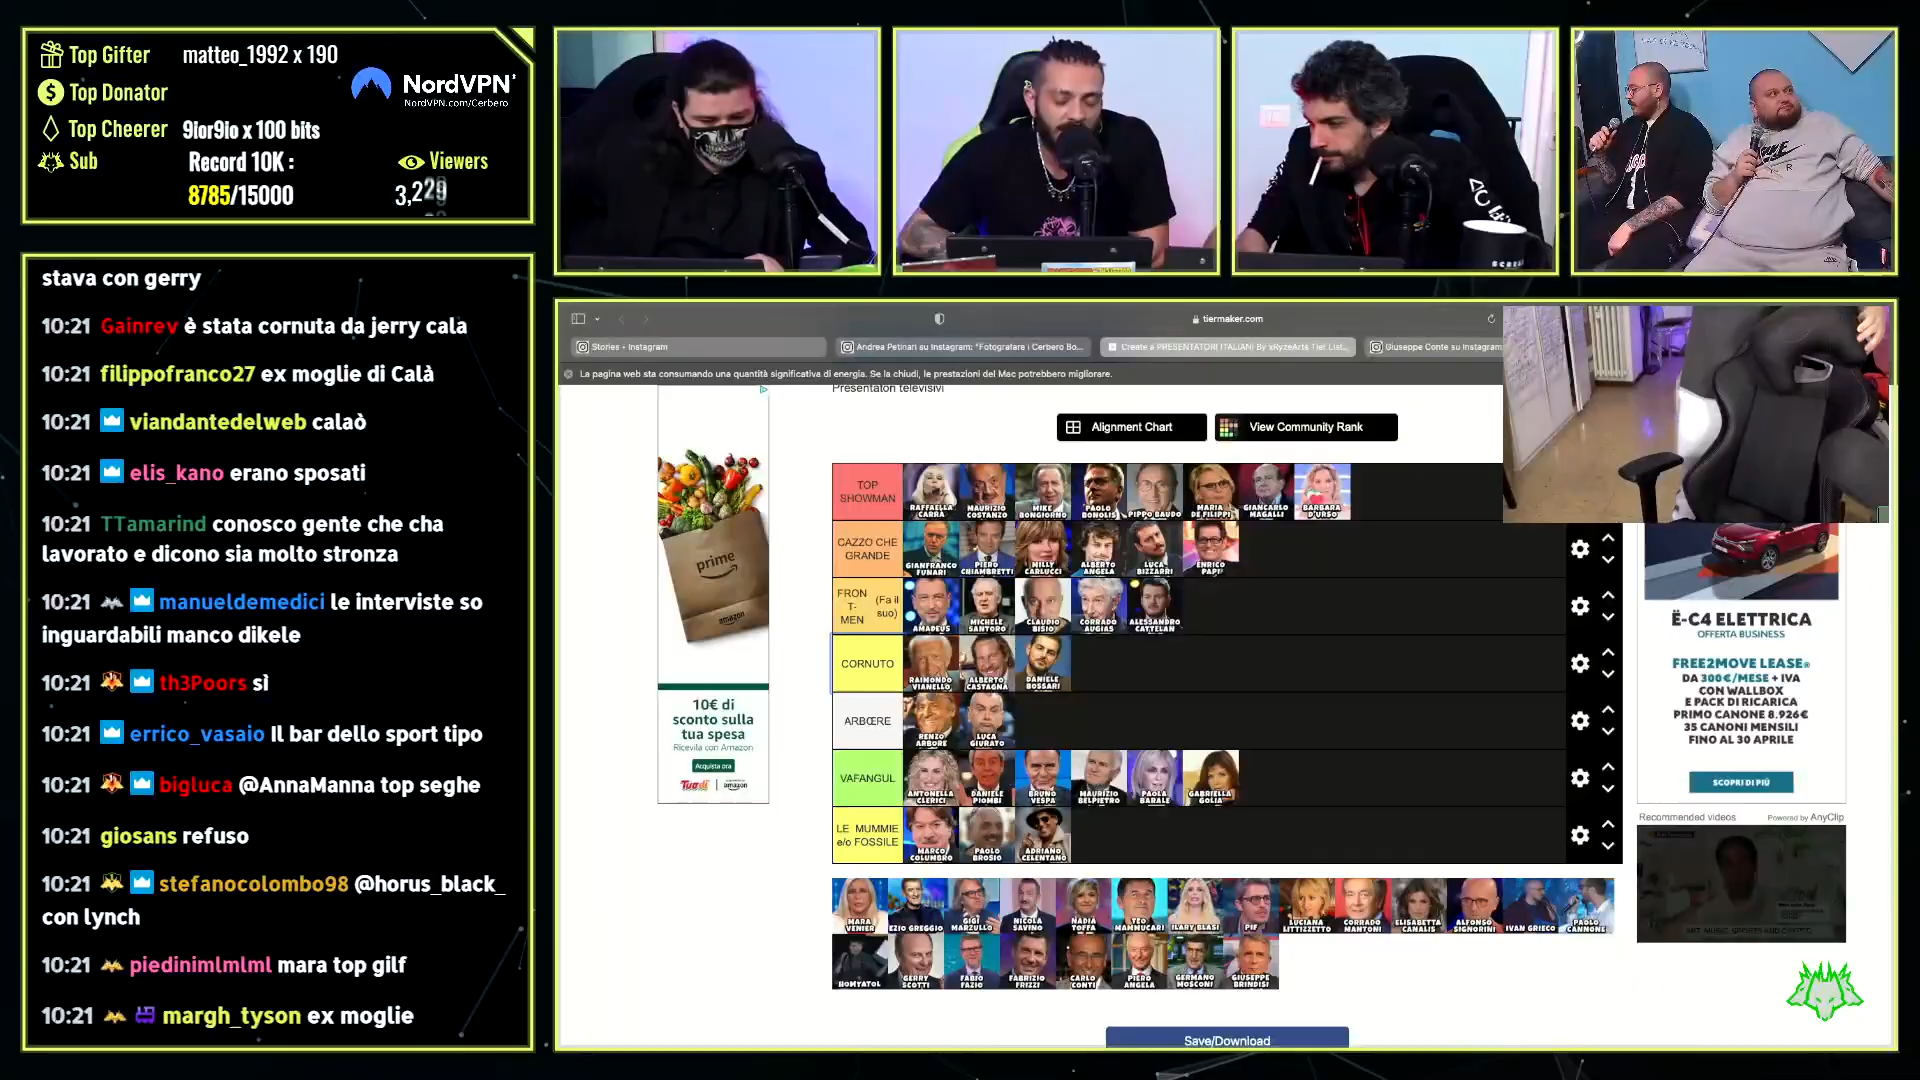 Top Gifter matteo_1992 x 190
Top Donator
Top Cheerer 9lor9lo x 100 bits
Sub Record 10K :
8785/15000
NordVPN
NordVPN.com/Cerbero
Viewers
3,229
stava con gerry
10:21 Gainrev è stata cornuta da jerry cala
10:21 filippofranco27 ex moglie di Calà
10:21 viandantedelweb calaò
10:21 elis_kano erano sposati
10:21 TTamarind conosco gente che cha
lavorato e dicono sia molto stronza
10:21 manueldemedici le interviste so
inguardabili manco dikele
10:21 th3Poors sì
10:21 errico_vasaio Il bar dello sport tipo
10:21 bigluca @AnnaManna top seghe
10:21 giosans refuso
10:21 stefanocolombo98 @horus_black_
con lynch
10:21 piedinimlmlml mara top gilf
10:21 margh_tyson ex moglie
tiermaker.com
Stories • Instagram
Andrea Petinari su Instagram: "Fotografare i Cerbero Bo...
Create a PRESENTATORI ITALIANI By xRyzeArts Tier List...
Giuseppe Conte su Instagram
La pagina web sta consumando una quantità significativa di energia. Se la chiudi, le prestazioni del Mac potrebbero migliorare.
Presentatori televisivi
Alignment Chart
View Community Rank
TOP
SHOWMAN
RAFFAELLA CARRÀ
MAURIZIO COSTANZO
MIKE BONGIORNO
PAOLO BONOLIS
PIPPO BAUDO
MARIA DE FILIPPI
GIANCARLO MAGALLI
BARBARA D'URSO
CAZZO CHE
GRANDE
GIANFRANCO FUNARI
PIERO CHIAMBRETTI
MILLY CARLUCCI
ALBERTO ANGELA
LUCA BIZZARRI
ENRICO PAPI
FRON
T-
MEN
(Fa il
suo)
AMADEUS
MICHELE SANTORO
CLAUDIO BISIO
CORRADO AUGIAS
ALESSANDRO CATTELAN
CORNUTO
RAIMONDO VIANELLO
ALBERTO CASTAGNA
DANIELE BOSSARI
ARBŒRE
RENZO ARBORE
LUCA GIURATO
VAFANGUL
ANTONELLA CLERICI
DANIELE PIOMBI
BRUNO VESPA
MAURIZIO BELPIETRO
PAOLA BARALE
GABRIELLA GOLIA
LE MUMMIE
e/o FOSSILE
MARCO COLUMBRO
PAOLO BROSIO
ADRIANO CELENTANO
MARA VENIER
EZIO GREGGIO
GIGI MARZULLO
NICOLA SAVINO
NADIA TOFFA
TEO MAMMUCARI
ILARY BLASI
PIF
LUCIANA LITTIZZETTO
CORRADO MANTONI
ELISABETTA CANALIS
ALFONSO SIGNORINI
IVAN GRIECO
PAOLO CANNONE
HOMYATOL
GERRY SCOTTI
FABIO FAZIO
FABRIZIO FRIZZI
CARLO CONTI
PIERO ANGELA
GERMANO MOSCONI
GIUSEPPE BRINDISI
Save/Download
prime
amazon
10€ di
sconto sulla
tua spesa
Ricevila con Amazon
Acquista ora
Tuodì
amazon
Ë-C4 ELETTRICA
OFFERTA BUSINESS
FREE2MOVE LEASE
DA 300€/MESE + IVA
CON WALLBOX
E PACK DI RICARICA
PRIMO CANONE 8.926€
35 CANONI MENSILI
FINO AL 30 APRILE
SCOPRI DI PIÙ
Recommended videos
Powered by AnyClip